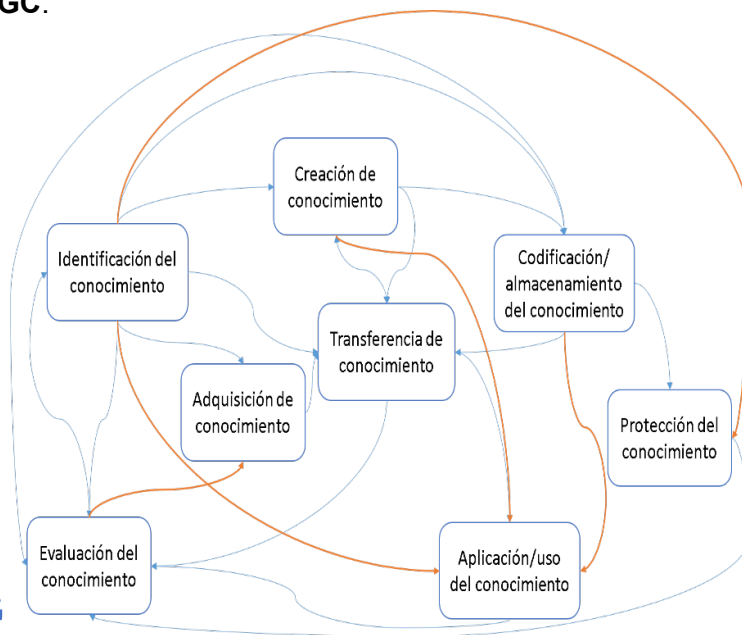 GC.
Creación de
conocimiento
Identificación del
conocimiento
Codificación/
almacenamiento
del conocimiento
Transferencia de
conocimiento
Adquisición de
conocimiento
Protección del
conocimiento
Evaluación del
conocimiento
Aplicación/uso
del conocimiento